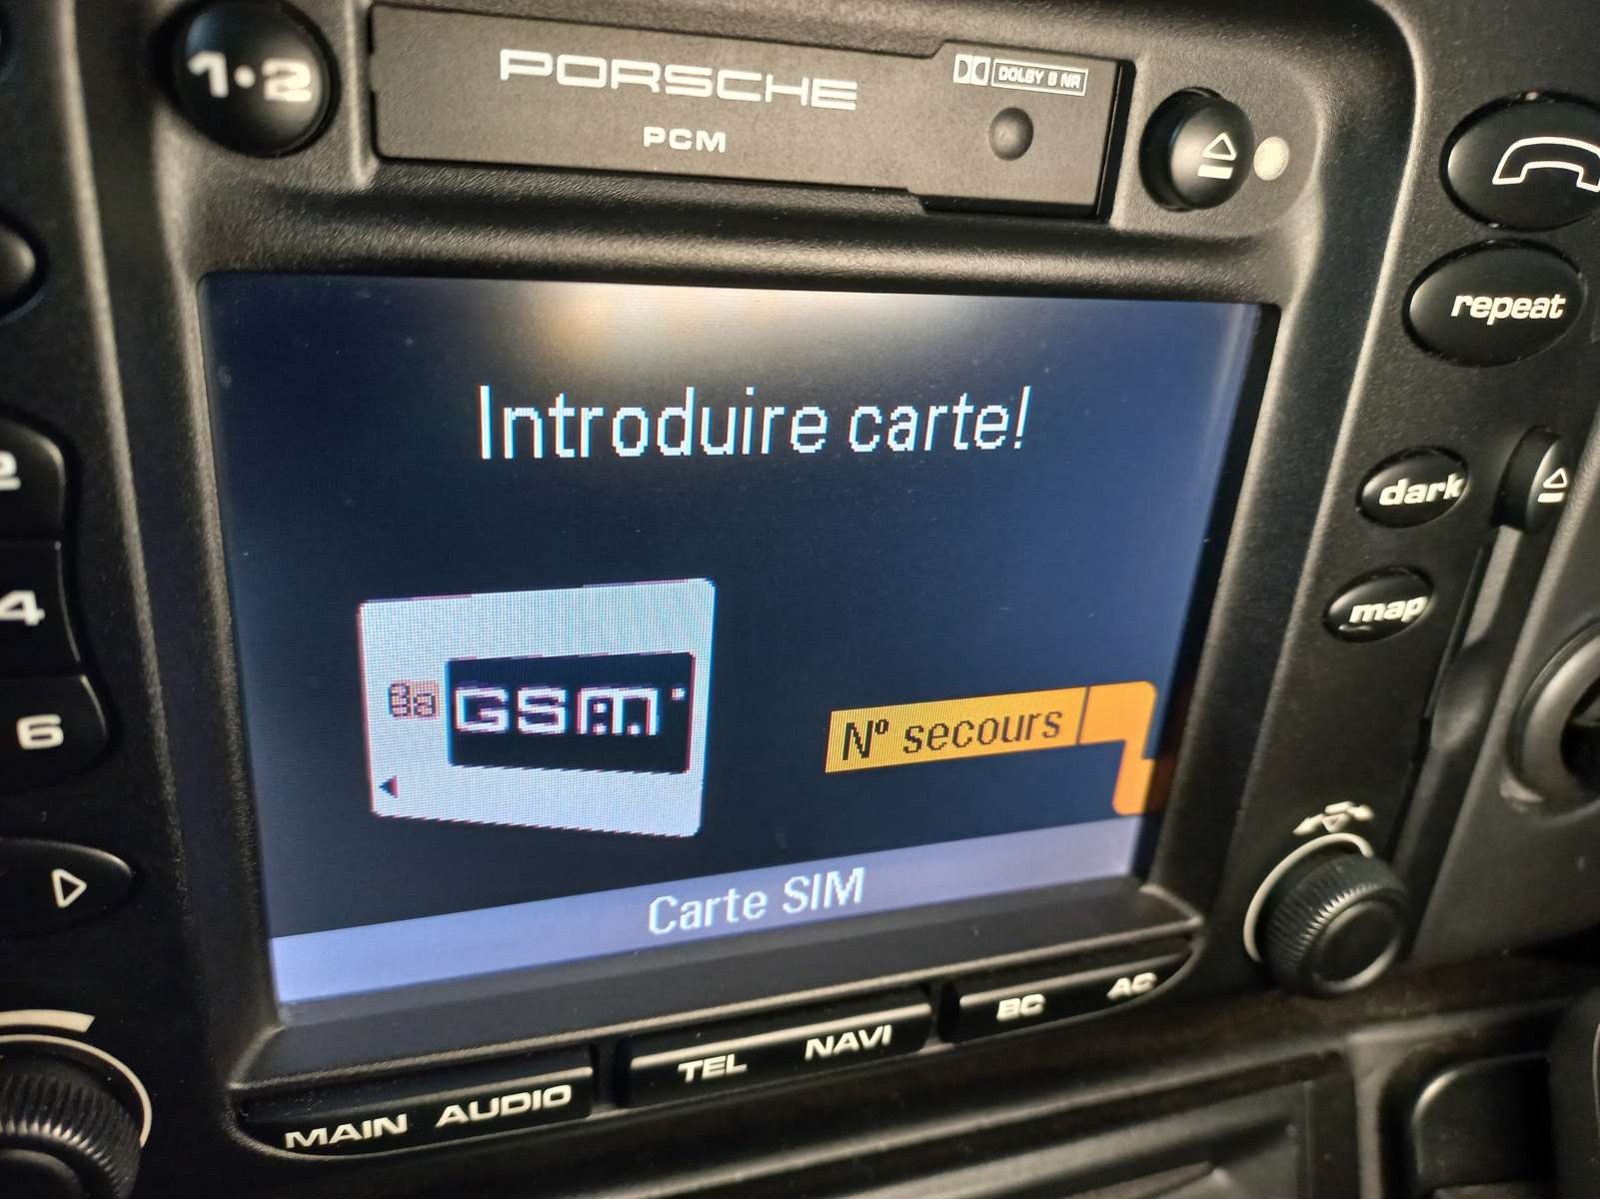 1•2
PORSCHE
PCM
DOLBY B NR
repeat
dark
map
2
4
6
Introduire carte!
GSM
N° secours
Carte SIM
MAIN AUDIO
TEL NAVI
BC AC